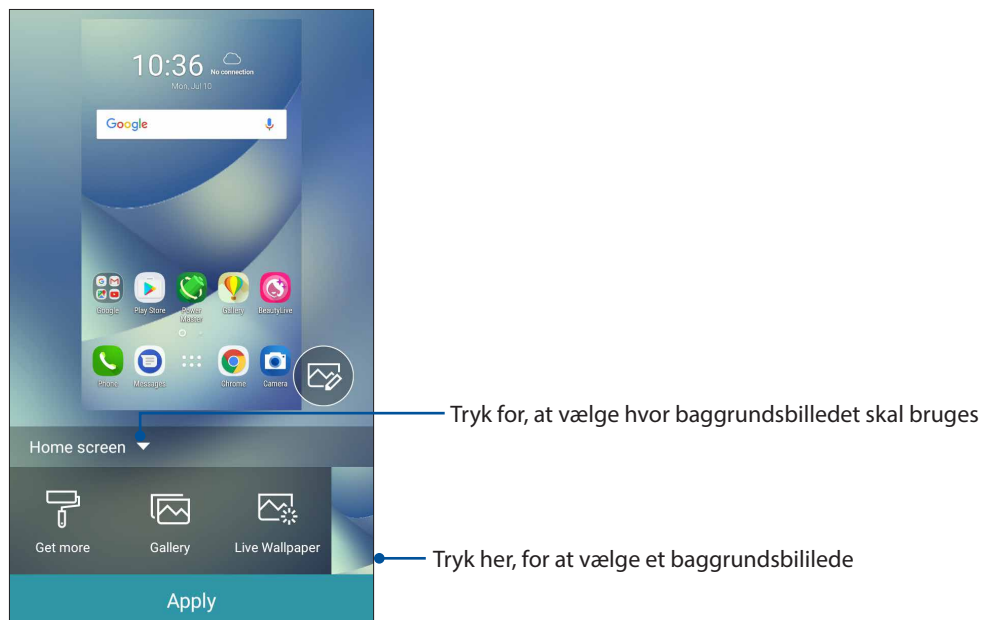 10:36 No connection
Mon, Jul 10
Google
Google Play Store Power Master Gallery BeautyLive
Phone Messages Chrome Camera
Tryk for, at vælge hvor baggrundsbilledet skal bruges
Home screen
Get more Gallery Live Wallpaper
Tryk her, for at vælge et baggrundsbililede
Apply